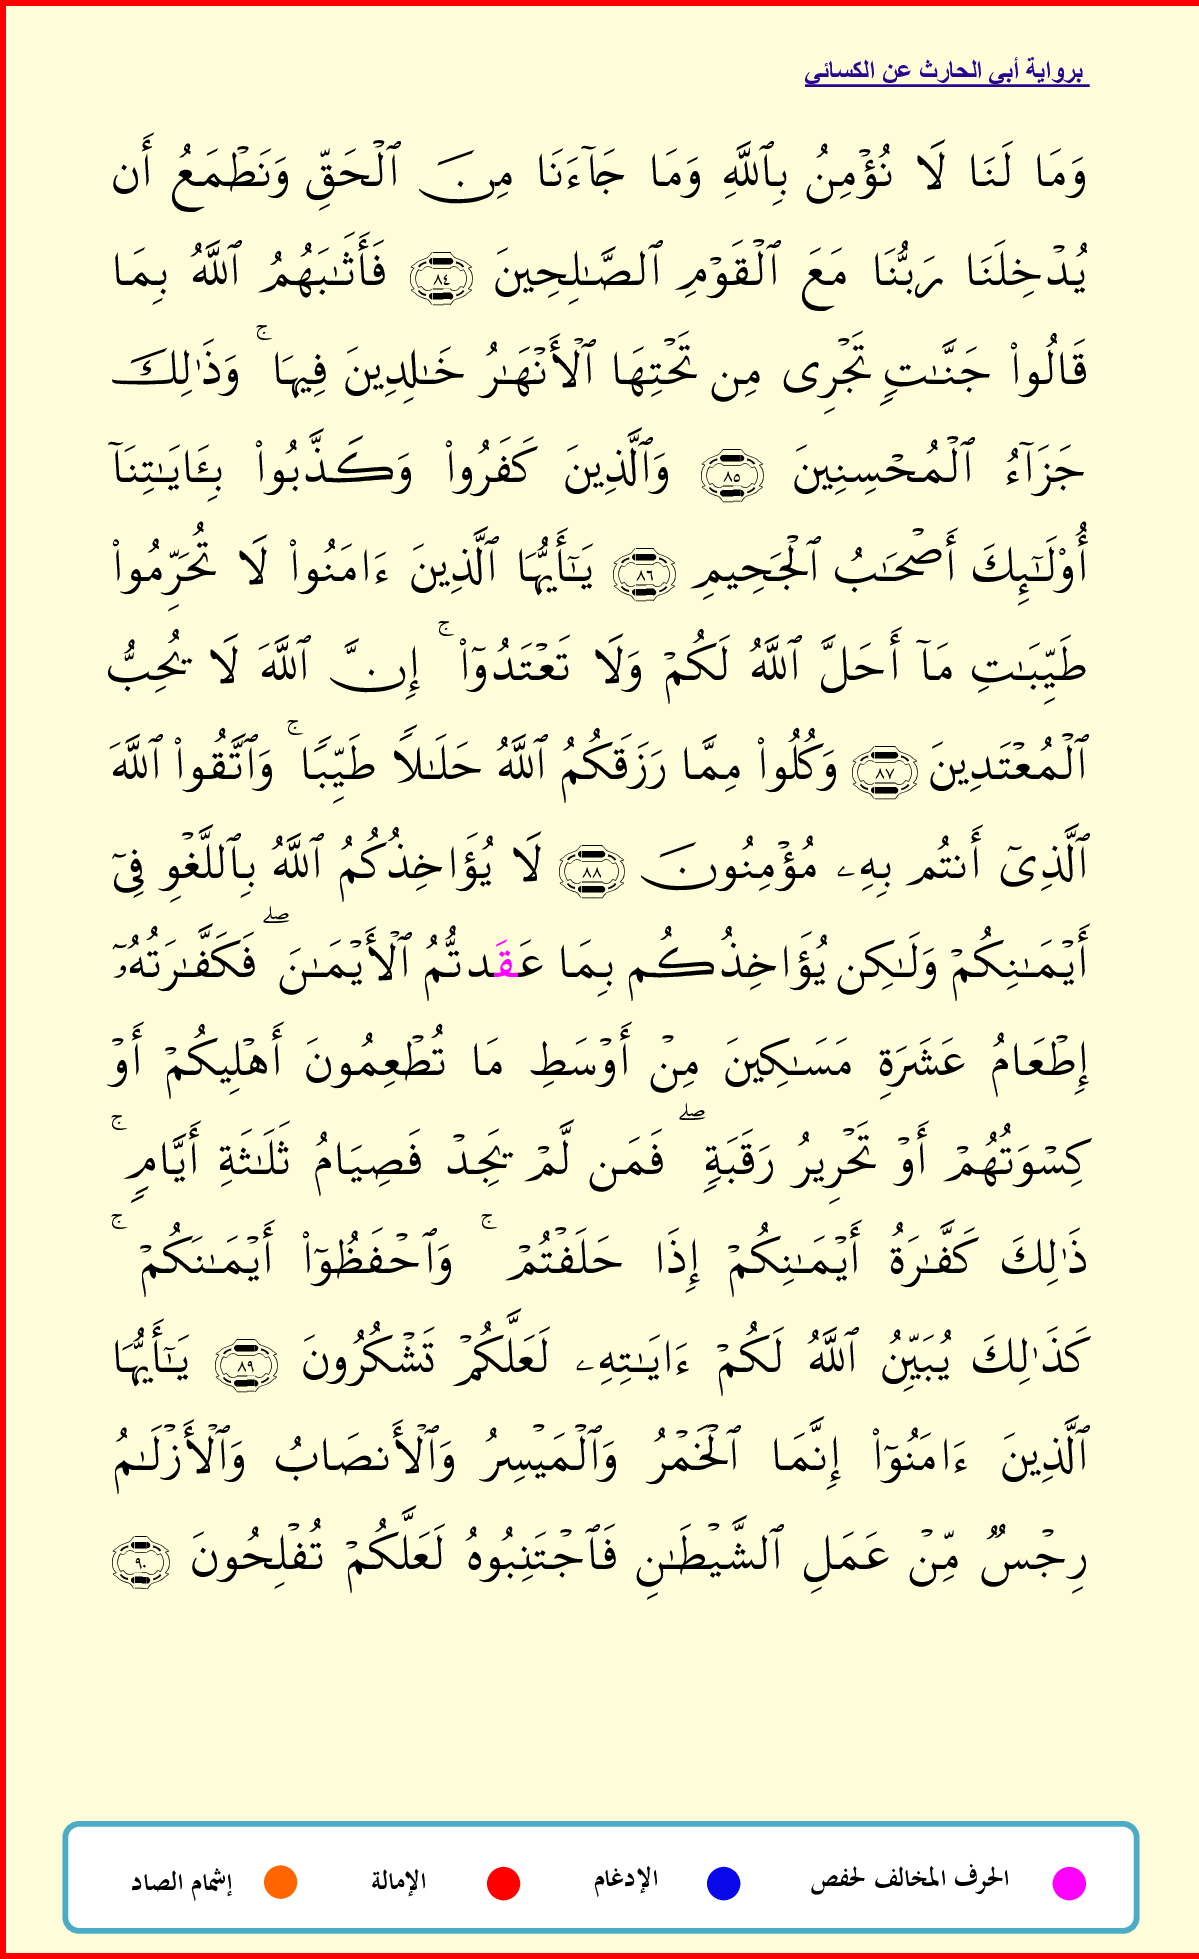 برواية أبي الحارث عن الكسائي
وَمَا لَنَا لَا نُؤۡمِنُ بِٱللَّهِ وَمَا جَآءَنَا مِنَ ٱلۡحَقِّ وَنَطۡمَعُ أَن
يُدۡخِلَنَا رَبُّنَا مَعَ ٱلۡقَوۡمِ ٱلصَّٰلِحِينَ ٨٤ فَأَثَٰبَهُمُ ٱللَّهُ بِمَا
قَالُواْ جَنَّٰتٖ تَجۡرِى مِن تَحۡتِهَا ٱلۡأَنۡهَٰرُ خَٰلِدِينَ فِيهَاۚ وَذَٰلِكَ
جَزَآءُ ٱلۡمُحۡسِنِينَ ٨٥ وَٱلَّذِينَ كَفَرُواْ وَكَذَّبُواْ بِـَٔايَٰتِنَآ
أُوْلَٰٓئِكَ أَصۡحَٰبُ ٱلۡجَحِيمِ ٨٦ يَٰٓأَيُّهَا ٱلَّذِينَ ءَامَنُواْ لَا تُحَرِّمُواْ
طَيِّبَٰتِ مَآ أَحَلَّ ٱللَّهُ لَكُمۡ وَلَا تَعۡتَدُوٓاْۚ إِنَّ ٱللَّهَ لَا يُحِبُّ
ٱلۡمُعۡتَدِينَ ٨٧ وَكُلُواْ مِمَّا رَزَقَكُمُ ٱللَّهُ حَلَٰلٗا طَيِّبٗاۚ وَٱتَّقُواْ ٱللَّهَ
ٱلَّذِىٓ أَنتُم بِهِۦ مُؤۡمِنُونَ ٨٨ لَا يُؤَاخِذُكُمُ ٱللَّهُ بِٱللَّغۡوِ فِىٓ
أَيۡمَٰنِكُمۡ وَلَٰكِن يُؤَاخِذُكُم بِمَا عَقَدتُّمُ ٱلۡأَيۡمَٰنَۖ فَكَفَّٰرَتُهُۥٓ
إِطۡعَامُ عَشَرَةِ مَسَٰكِينَ مِنۡ أَوۡسَطِ مَا تُطۡعِمُونَ أَهۡلِيكُمۡ أَوۡ
كِسۡوَتُهُمۡ أَوۡ تَحۡرِيرُ رَقَبَةٖۖ فَمَن لَّمۡ يَجِدۡ فَصِيَامُ ثَلَٰثَةِ أَيَّامٖۚ
ذَٰلِكَ كَفَّٰرَةُ أَيۡمَٰنِكُمۡ إِذَا حَلَفۡتُمۡۚ وَٱحۡفَظُوٓاْ أَيۡمَٰنَكُمۡۚ
كَذَٰلِكَ يُبَيِّنُ ٱللَّهُ لَكُمۡ ءَايَٰتِهِۦ لَعَلَّكُمۡ تَشۡكُرُونَ ٨٩ يَٰٓأَيُّهَا
ٱلَّذِينَ ءَامَنُوٓاْ إِنَّمَا ٱلۡخَمۡرُ وَٱلۡمَيۡسِرُ وَٱلۡأَنصَابُ وَٱلۡأَزۡلَٰمُ
رِجۡسٞ مِّنۡ عَمَلِ ٱلشَّيۡطَٰنِ فَٱجۡتَنِبُوهُ لَعَلَّكُمۡ تُفۡلِحُونَ ٩٠
الحرف المخالف لحفص الإدغام الإمالة إشمام الصاد